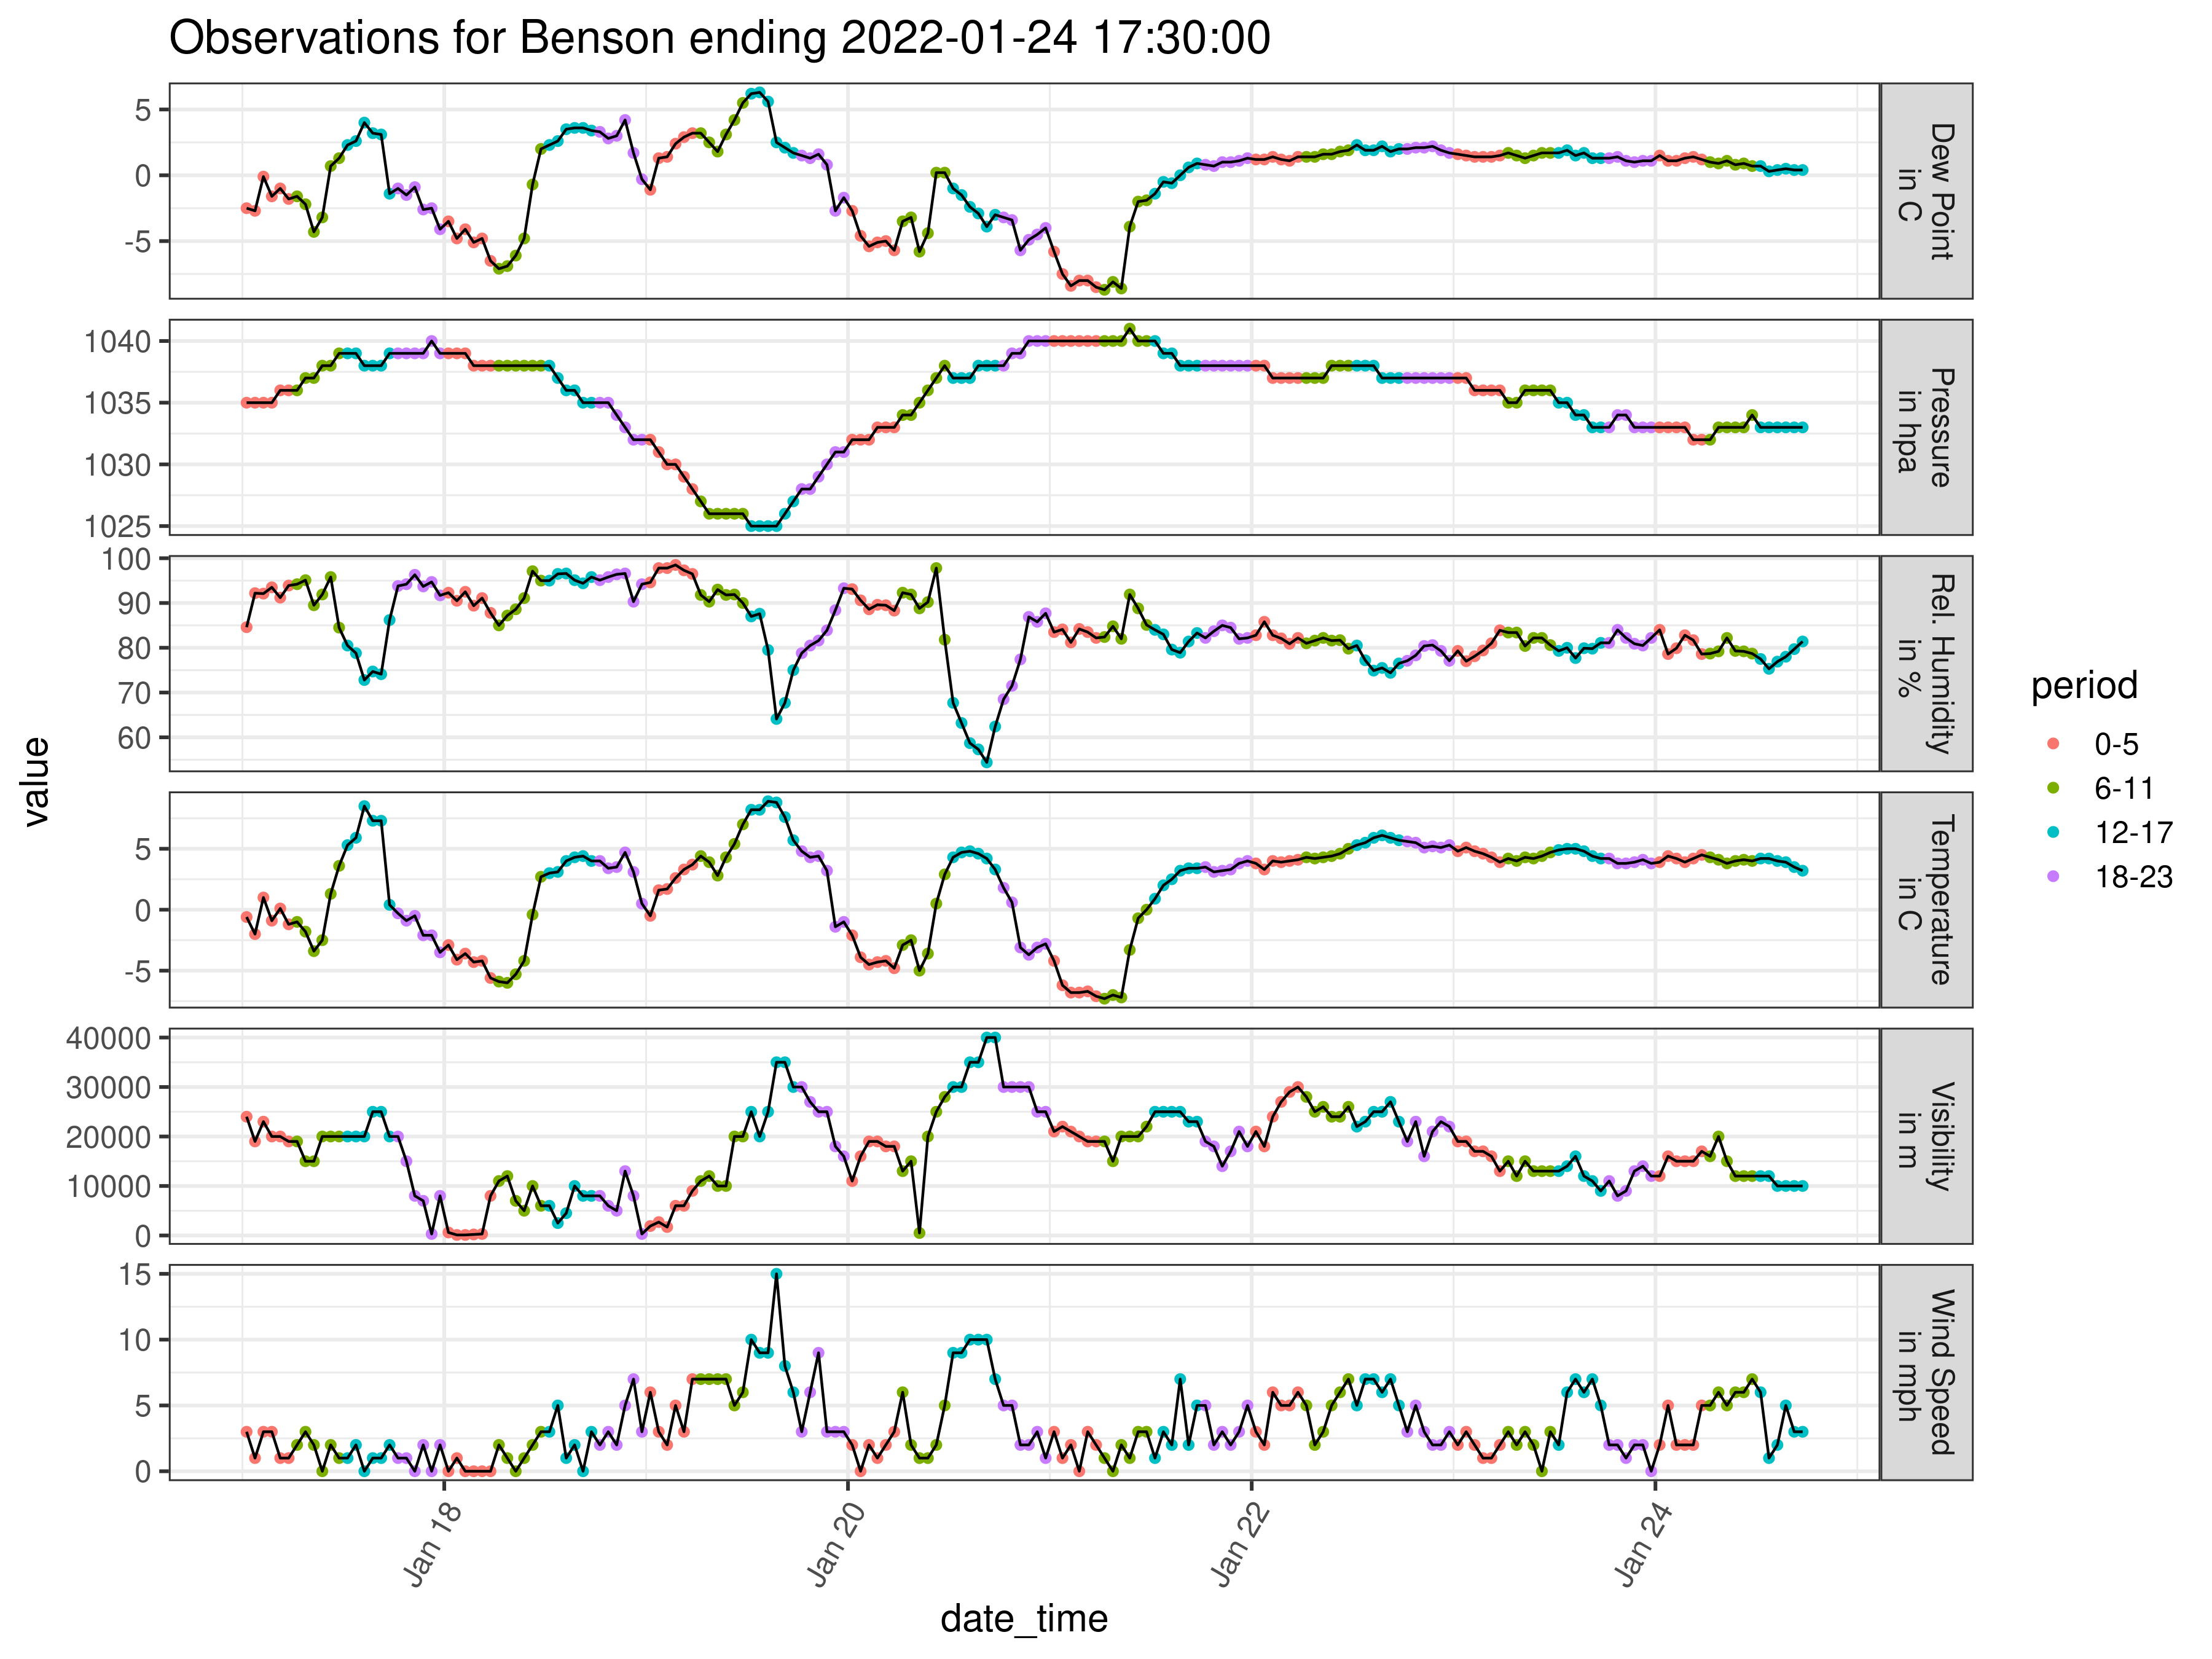 Observations for Benson ending 2022-01-24 17:30:00
5
0
-5
Dew Point
in C
1040
1035
1030
1025
Pressure
in hpa
100
90
80
70
60
Rel. Humidity
in %
5
0
-5
Temperature
in C
40000
30000
20000
10000
0
Visibility
in m
15
10
5
0
Wind Speed
in mph
value
Jan 18
Jan 20
Jan 22
Jan 24
date_time
period
0-5
6-11
12-17
18-23